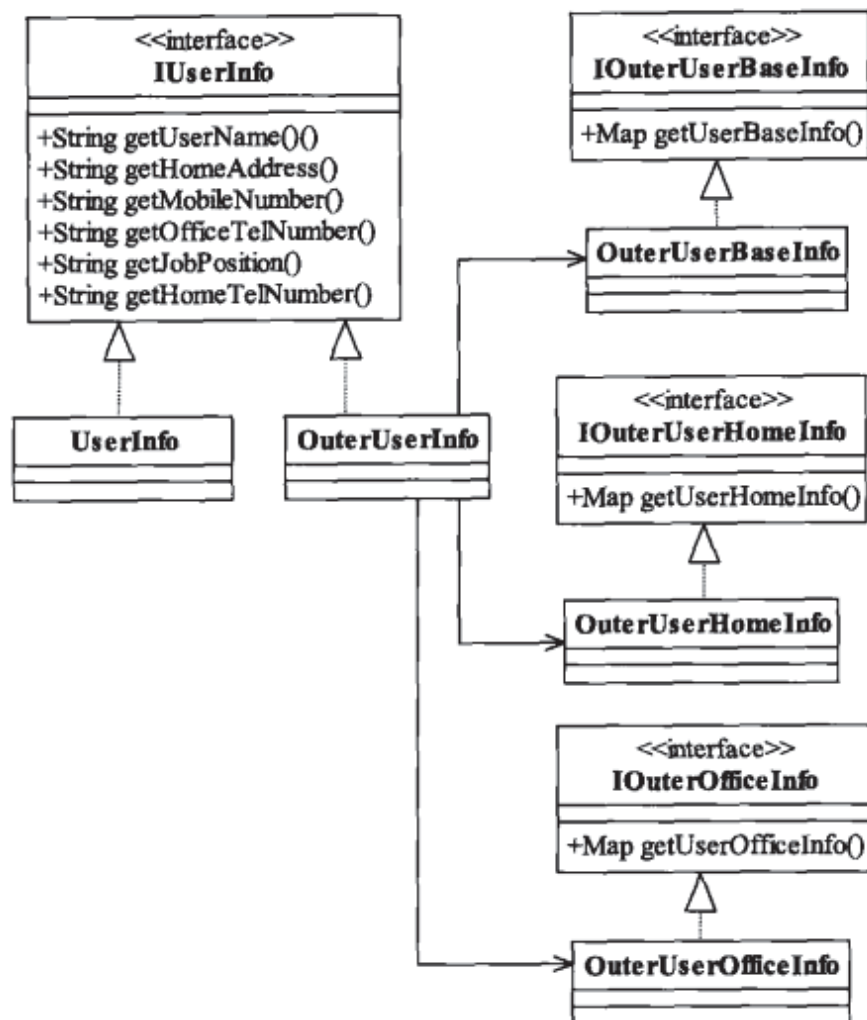 <<interface>>
IUserInfo
+String getUserName()()
+String getHomeAddress()
+String getMobileNumber()
+String getOfficeTelNumber()
+String getJobPosition()
+String getHomeTelNumber()
UserInfo
OuterUserInfo
<<interface>>
IOuterUserBaseInfo
+Map getUserBaseInfo()
OuterUserBaseInfo
<<interface>>
IOuterUserHomeInfo
+Map getUserHomeInfo()
OuterUserHomeInfo
<<interface>>
IOuterOfficeInfo
+Map getUserOfficeInfo()
OuterUserOfficeInfo